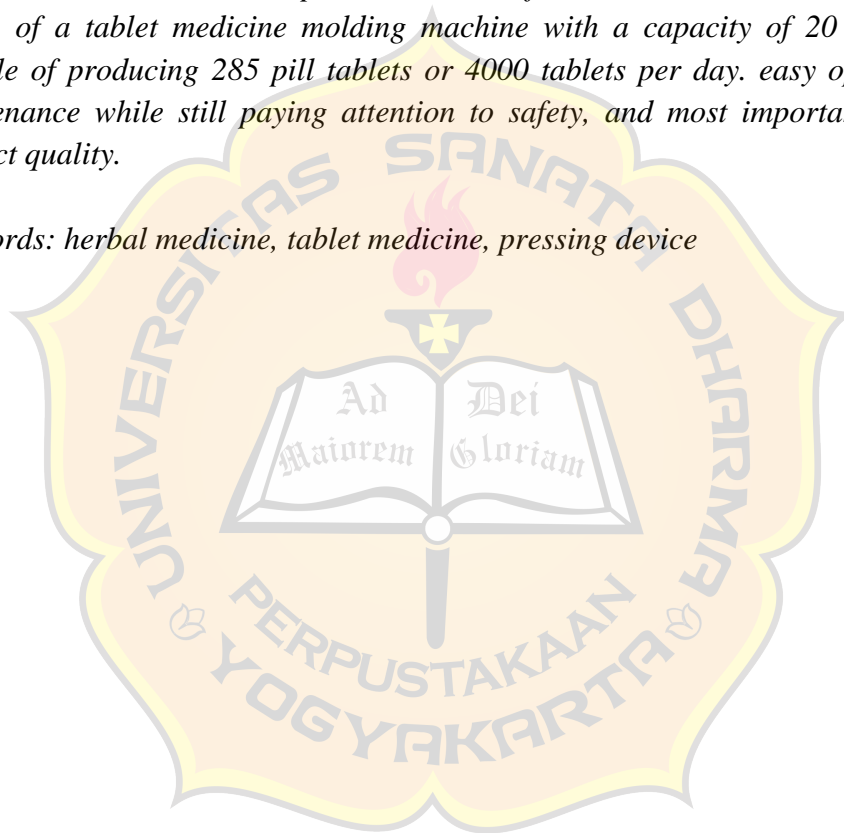 of a tablet medicine molding machine with a capacity of 20
le of producing 285 pill tablets or 4000 tablets per day. easy op
enance while still paying attention to safety, and most importa
ct quality.
ords: herbal medicine, tablet medicine, pressing device
UNIVERSITAS SANATA DHARMA
Ad Dei
Maiorem Gloriam
PERPUSTAKAAN
YOGYAKARTA